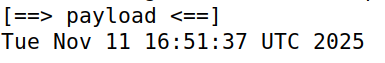 [==> payload <==]
Tue Nov 11 16:51:37 UTC 2025